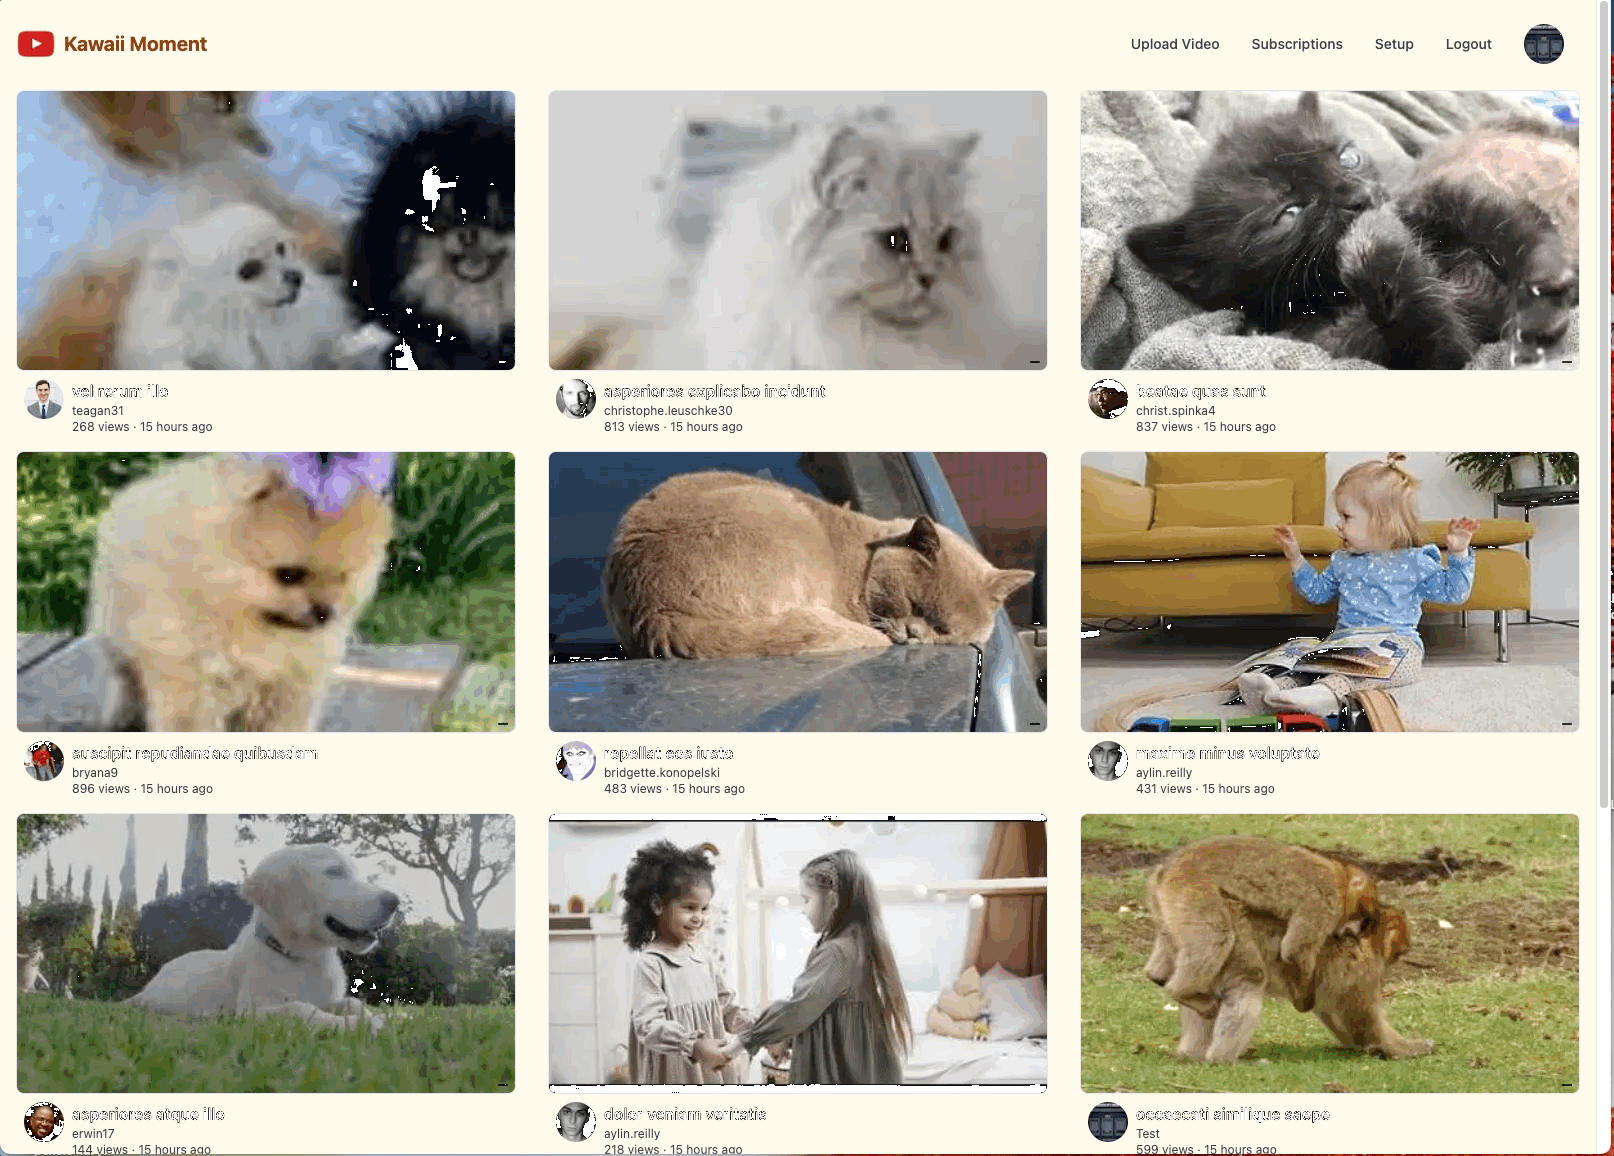 Kawaii Moment
Upload Video
Subscriptions
Setup
Logout
vel rerum illo
teagan31
268 views · 15 hours ago
asperiores explicabo incidunt
christophe.leuschke30
813 views · 15 hours ago
beatae quas sunt
christ.spinka4
837 views · 15 hours ago
suscipit repudiandae quibusdam
bryana9
896 views · 15 hours ago
repellat eos iusto
bridgette.konopelski
483 views · 15 hours ago
maxime minus voluptate
aylin.reilly
431 views · 15 hours ago
asperiores atque illo
erwin17
144 views · 15 hours ago
dolor veniam veritatis
aylin.reilly
218 views · 15 hours ago
occaecati similique saepe
Test
599 views · 15 hours ago